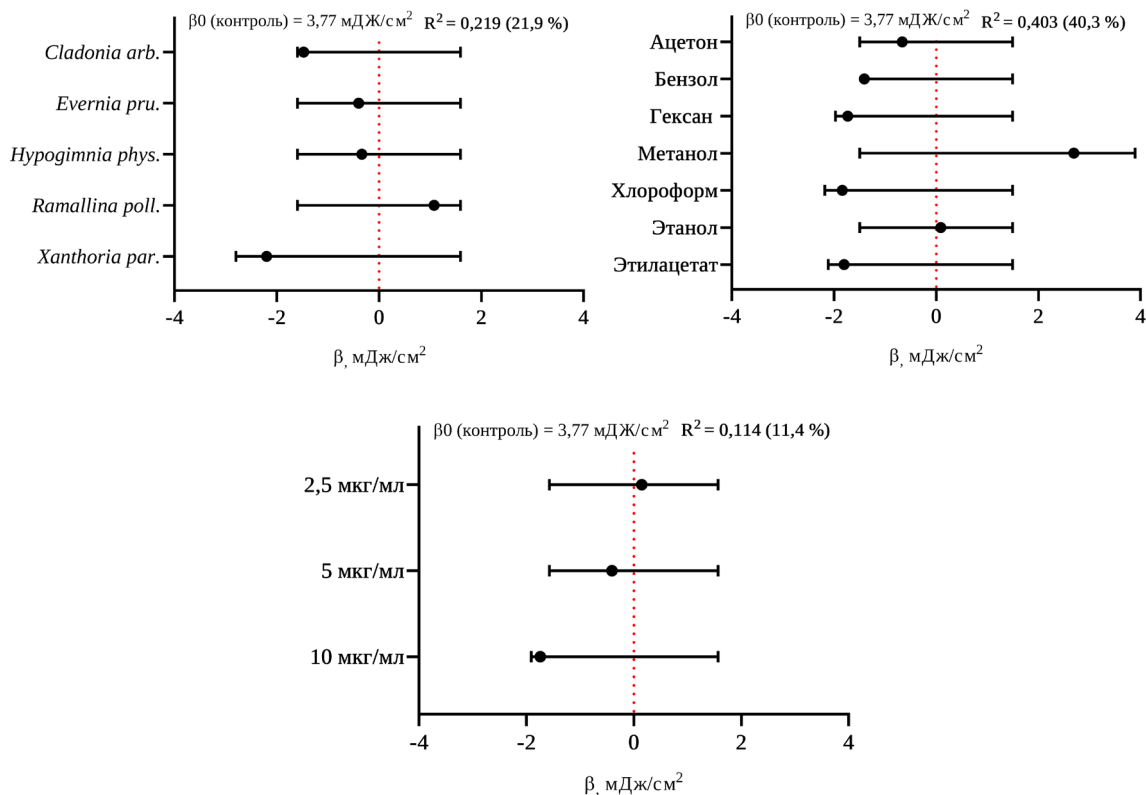 β0 (контроль) = 3,77 мДЖ/см² R² = 0,219 (21,9 %)
Cladonia arb.
Evernia pru.
Hypogimnia phys.
Ramallina poll.
Xanthoria par.
-4 -2 0 2 4
β, мДж/см²
β0 (контроль) = 3,77 мДЖ/см² R² = 0,403 (40,3 %)
Ацетон
Бензол
Гексан
Метанол
Хлороформ
Этанол
Этилацетат
-4 -2 0 2 4
β, мДж/см²
β0 (контроль) = 3,77 мДЖ/см² R² = 0,114 (11,4 %)
2,5 мкг/мл
5 мкг/мл
10 мкг/мл
-4 -2 0 2 4
β, мДж/см²